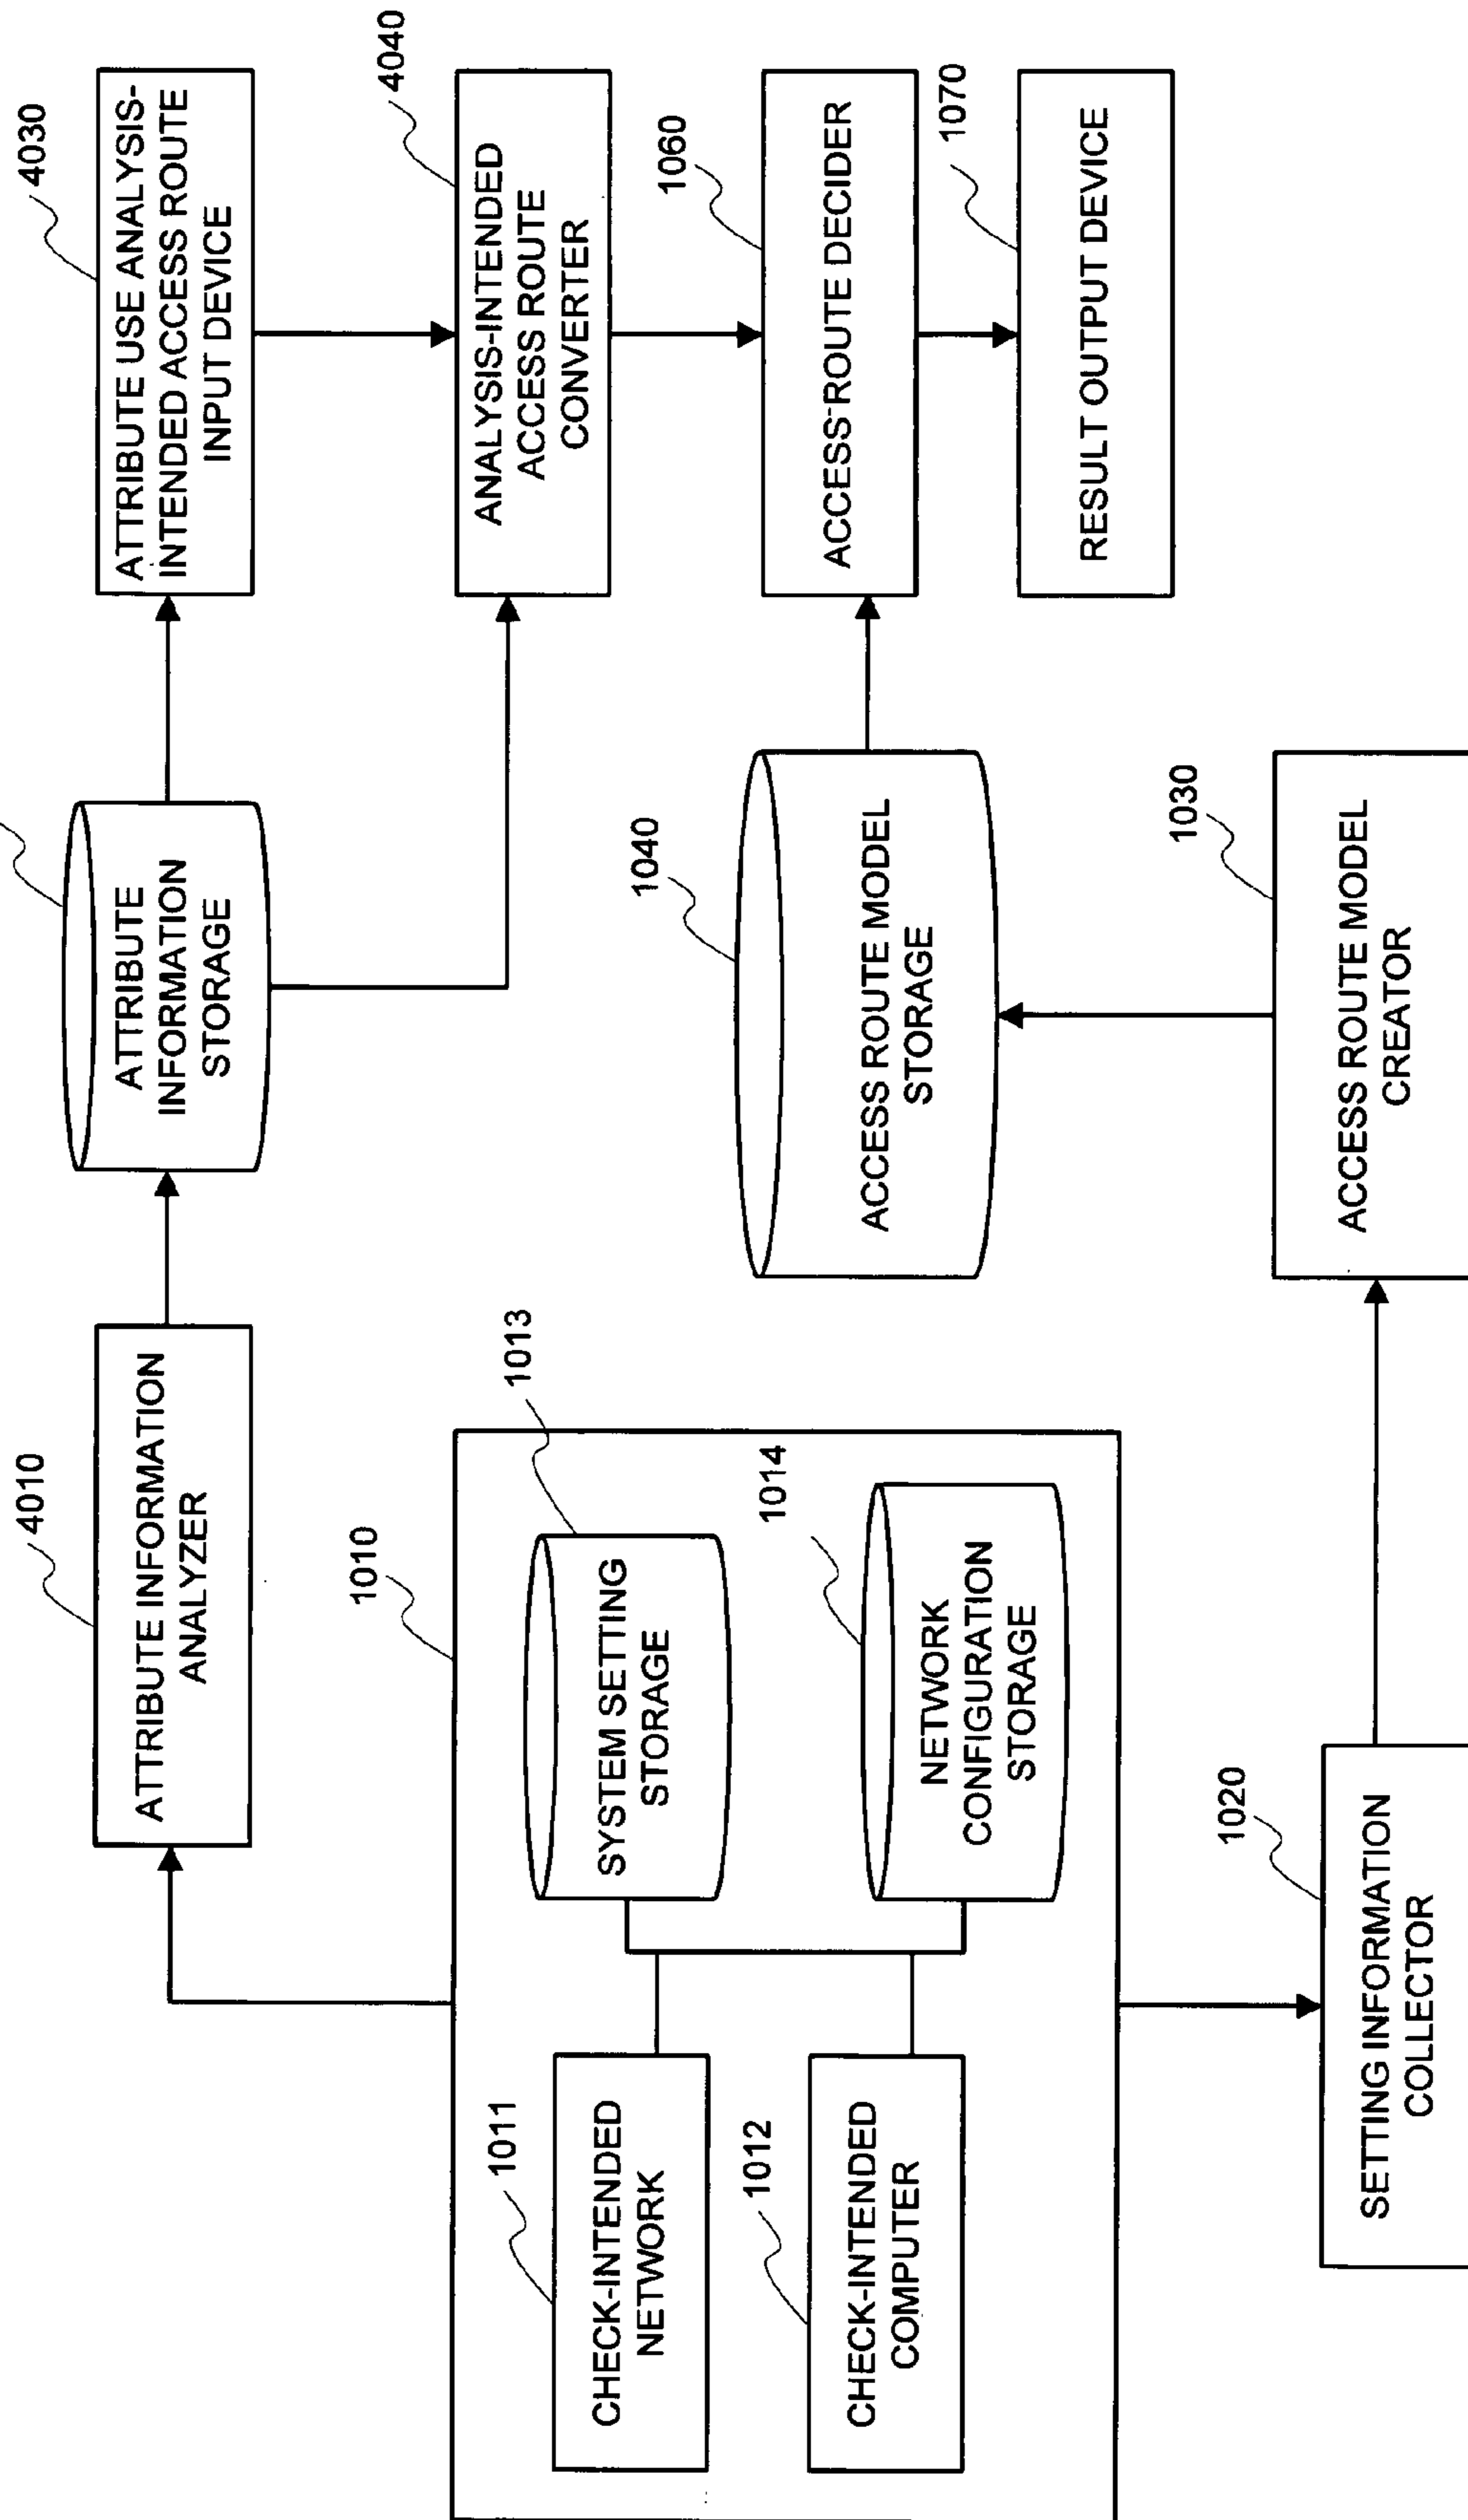 4010
ATTRIBUTE INFORMATION
ANALYZER
ATTRIBUTE
INFORMATION
STORAGE
4030
ATTRIBUTE USE ANALYSIS-
INTENDED ACCESS ROUTE
INPUT DEVICE
1010
1011
CHECK-INTENDED
NETWORK
1012
CHECK-INTENDED
COMPUTER
1013
SYSTEM SETTING
STORAGE
1014
NETWORK
CONFIGURATION
STORAGE
4040
ANALYSIS-INTENDED
ACCESS ROUTE
CONVERTER
1040
ACCESS ROUTE MODEL
STORAGE
1060
ACCESS-ROUTE DECIDER
1070
RESULT OUTPUT DEVICE
1020
SETTING INFORMATION
COLLECTOR
1030
ACCESS ROUTE MODEL
CREATOR